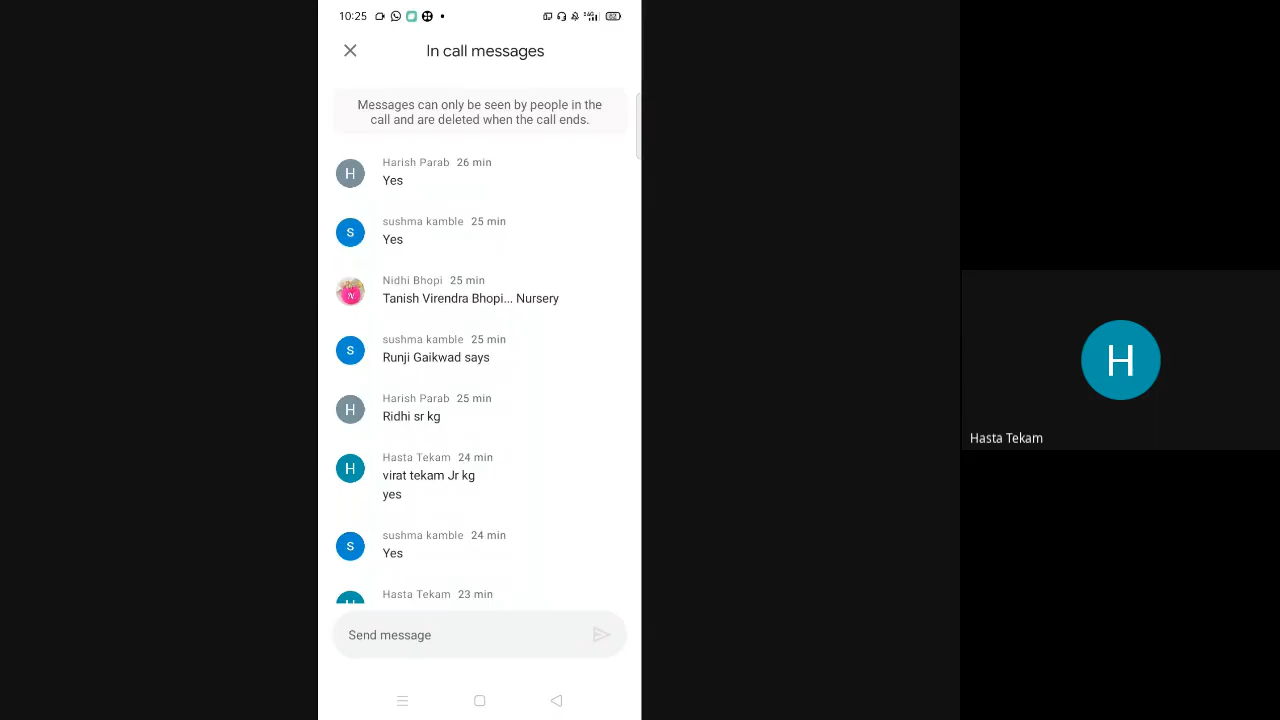 10:25
In call messages
Messages can only be seen by people in the
call and are deleted when the call ends.
H
Harish Parab 26 min
Yes
S
sushma kamble 25 min
Yes
N
Nidhi Bhopi 25 min
Tanish Virendra Bhopi... Nursery
S
sushma kamble 25 min
Runji Gaikwad says
H
Harish Parab 25 min
Ridhi sr kg
H
Hasta Tekam 24 min
virat tekam Jr kg
yes
S
sushma kamble 24 min
Yes
H
Hasta Tekam 23 min
Send message
H
Hasta Tekam